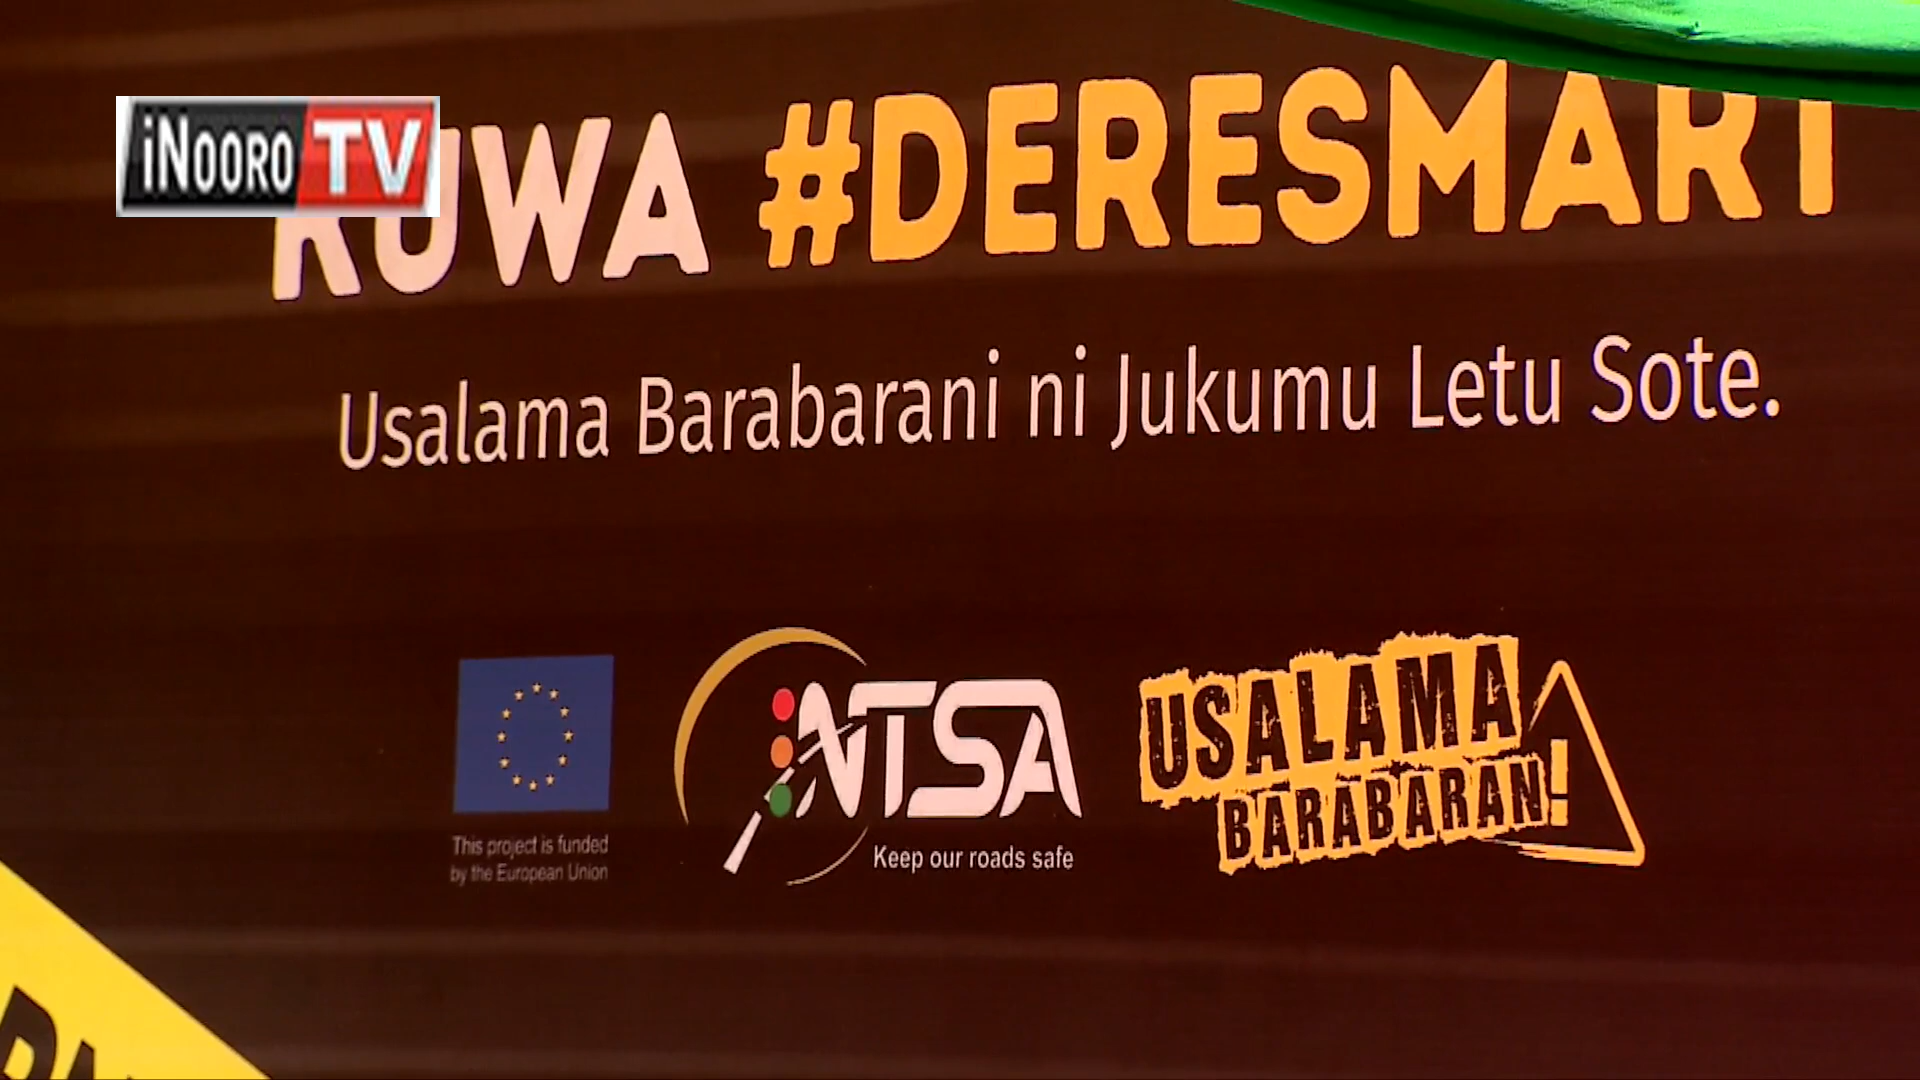 iNooro TV
KUWA #DERESMART
Usalama Barabarani ni Jukumu Letu Sote.
This project is funded
by the European Union
NTSA
Keep our roads safe
USALAMA
BARABARAN!